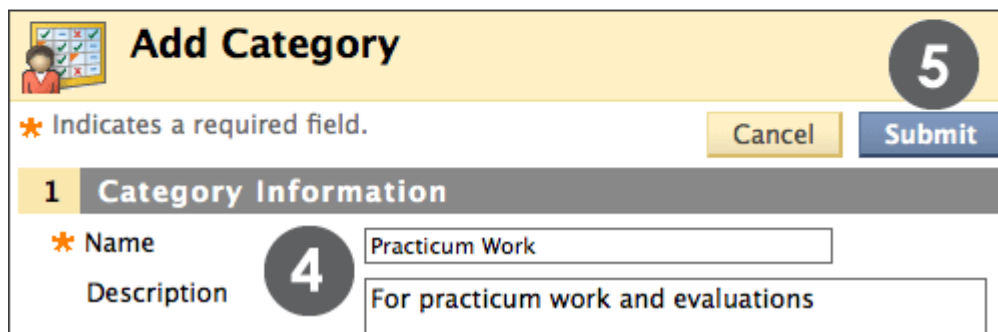 Add Category
5
* Indicates a required field.
Cancel Submit
1 Category Information
* Name 4 Practicum Work
Description For practicum work and evaluations